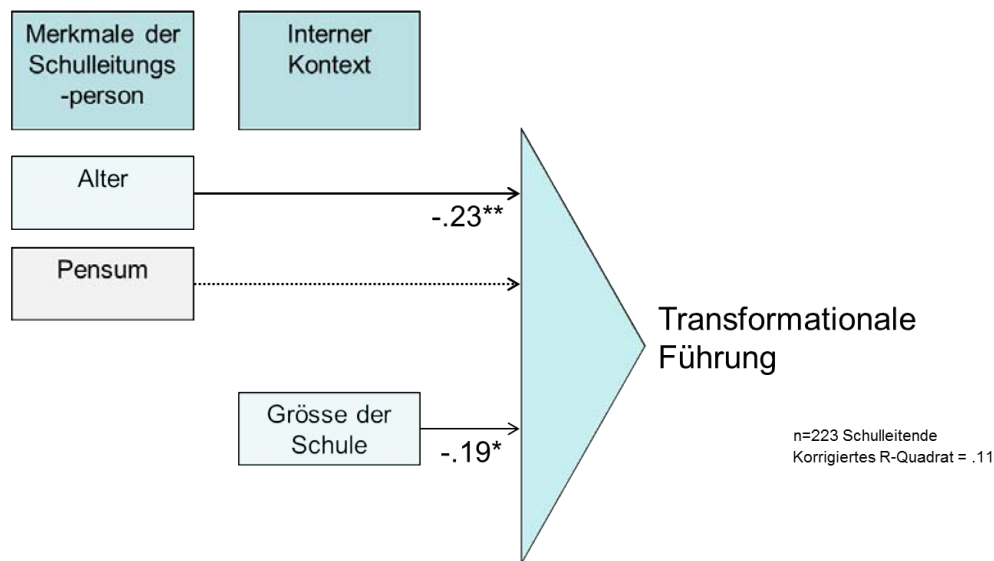 Merkmale der
Schulleitungs
-person
Interner
Kontext
Alter
-.23**
Pensum
Transformationale
Führung
Grösse der
Schule
-.19*
n=223 Schulleitende
Korrigiertes R-Quadrat = .11